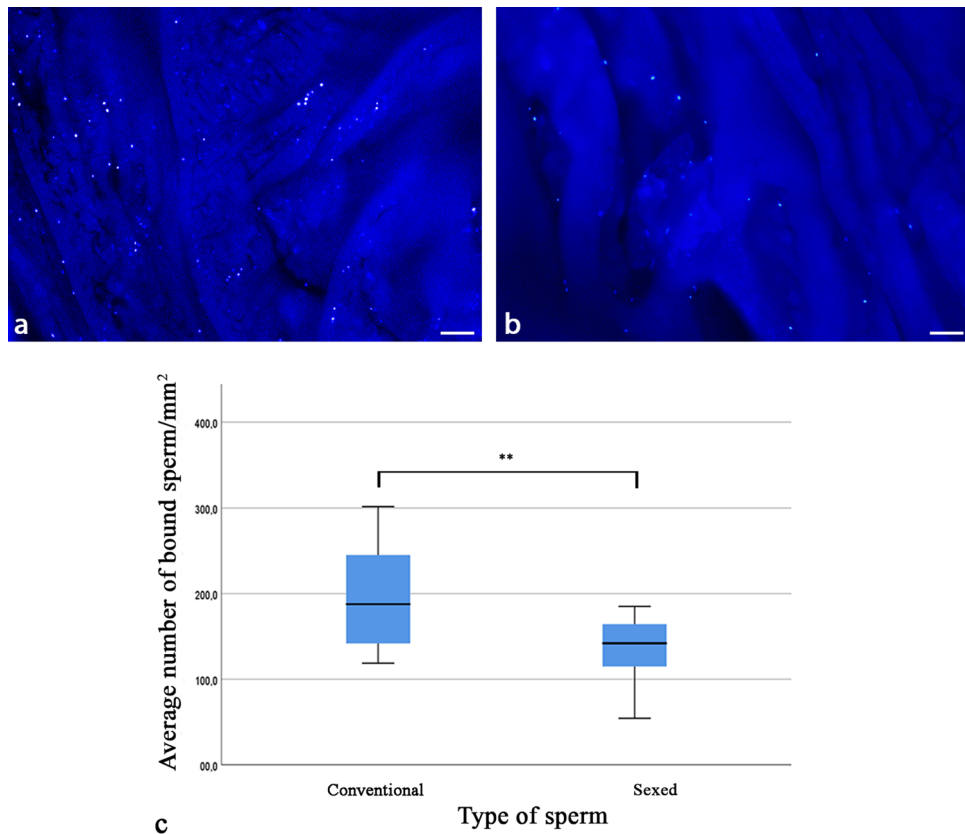 a
b
Average number of bound sperm/mm²
400,0
**
300,0
200,0
100,0
00,0
Conventional
Sexed
Type of sperm
c